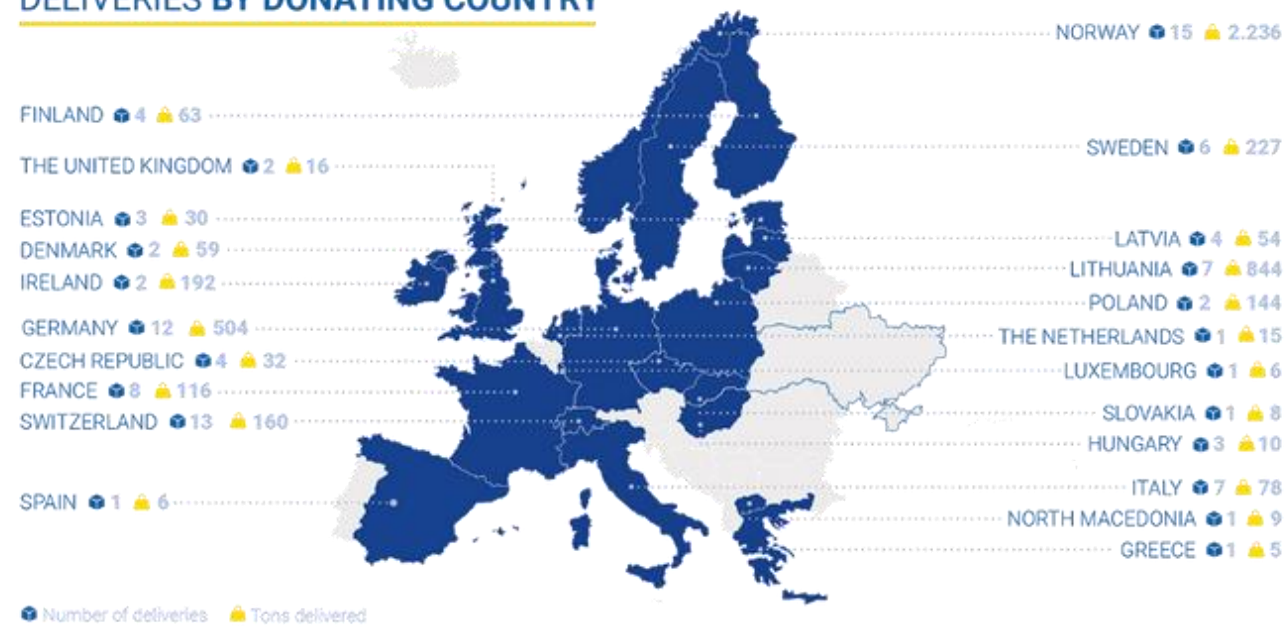 DELIVERIES BY DONATING COUNTRY
NORWAY 15 2.236
FINLAND 4 63
SWEDEN 6 227
THE UNITED KINGDOM 2 16
ESTONIA 3 30
LATVIA 4 54
DENMARK 2 59
LITHUANIA 7 844
IRELAND 2 192
POLAND 2 144
GERMANY 12 504
THE NETHERLANDS 1 15
CZECH REPUBLIC 4 32
LUXEMBOURG 1 6
FRANCE 8 116
SLOVAKIA 1 8
SWITZERLAND 13 160
HUNGARY 3 10
ITALY 7 78
SPAIN 1 6
NORTH MACEDONIA 1 9
GREECE 1 5
Number of deliveries Tons delivered